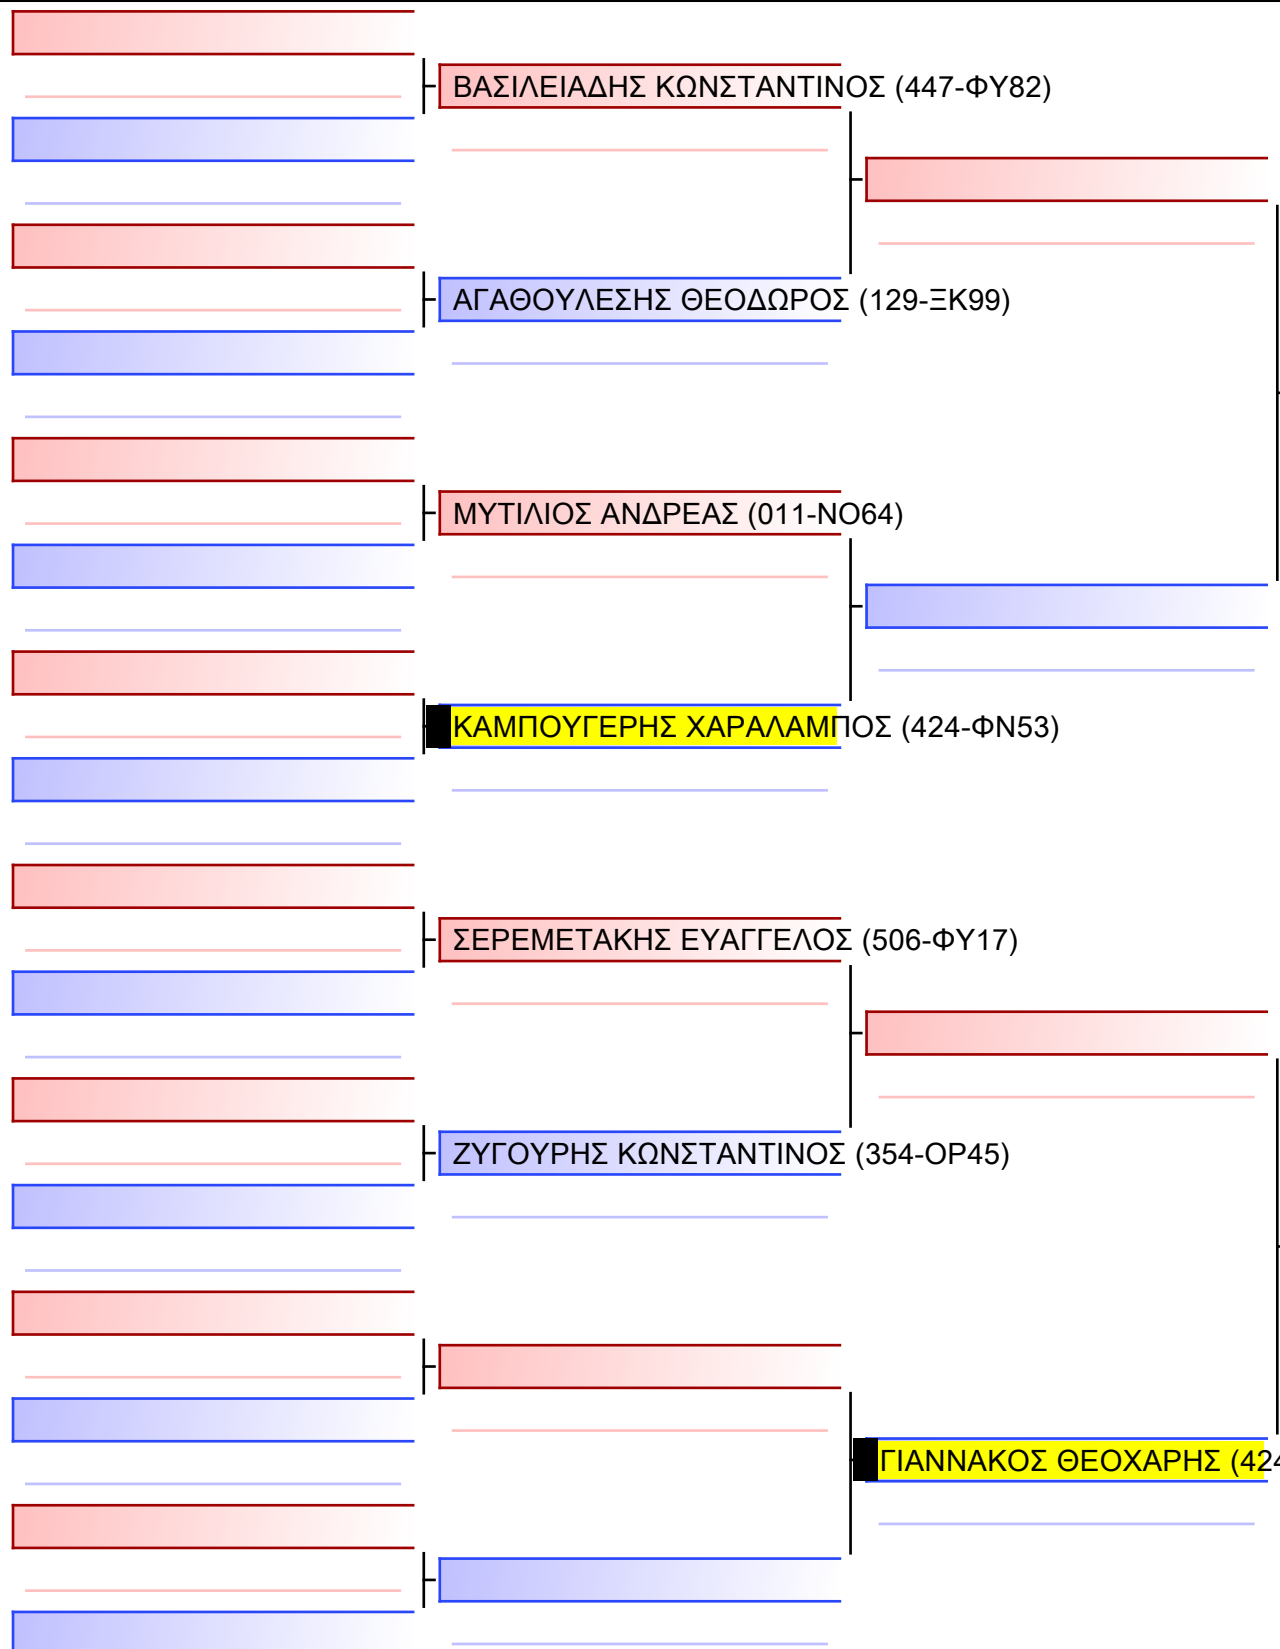 ΒΑΣΙΛΕΙΑΔΗΣ ΚΩΝΣΤΑΝΤΙΝΟΣ (447-ΦΥ82)
ΑΓΑΘΟΥΛΕΣΗΣ ΘΕΟΔΩΡΟΣ (129-ΞΚ99)
ΜΥΤΙΛΙΟΣ ΑΝΔΡΕΑΣ (011-ΝΟ64)
ΚΑΜΠΟΥΓΕΡΗΣ ΧΑΡΑΛΑΜΠΟΣ (424-ΦΝ53)
ΣΕΡΕΜΕΤΑΚΗΣ ΕΥΑΓΓΕΛΟΣ (506-ΦΥ17)
ΖΥΓΟΥΡΗΣ ΚΩΝΣΤΑΝΤΙΝΟΣ (354-ΟΡ45)
ΓΙΑΝΝΑΚΟΣ ΘΕΟΧΑΡΗΣ (424